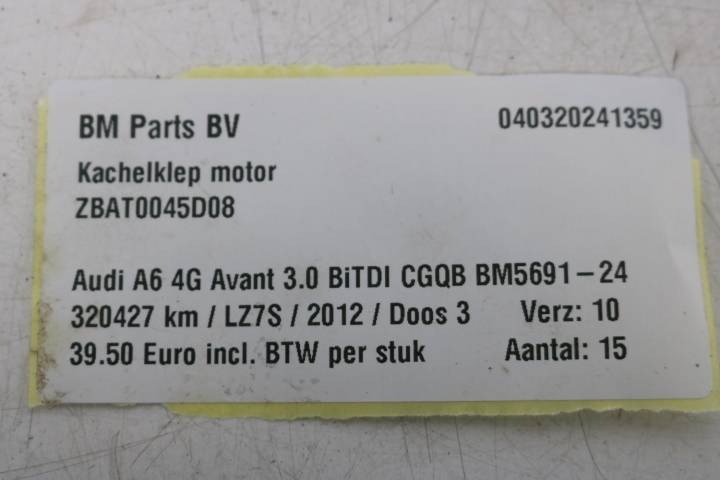 BM Parts BV 040320241359
Kachelklep motor
ZBAT0045D08
Audi A6 4G Avant 3.0 BiTDI CGQB BM5691-24
320427 km / LZ7S / 2012 / Doos 3 Verz: 10
39.50 Euro incl. BTW per stuk Aantal: 15